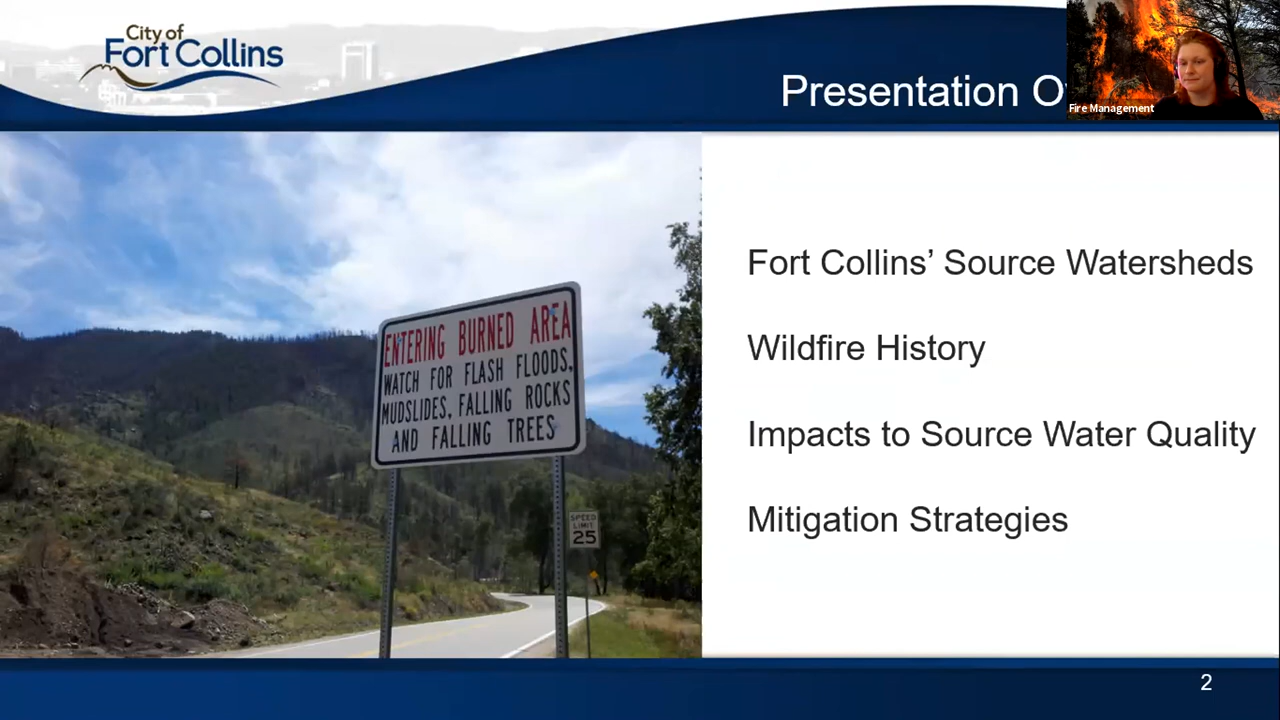 City of
Fort Collins
Presentation
Fire Management
ENTERING BURNED AREA
WATCH FOR FLASH FLOODS,
MUDSLIDES, FALLING ROCKS
AND FALLING TREES
SPEED
LIMIT
25
Fort Collins’ Source Watersheds
Wildfire History
Impacts to Source Water Quality
Mitigation Strategies
2